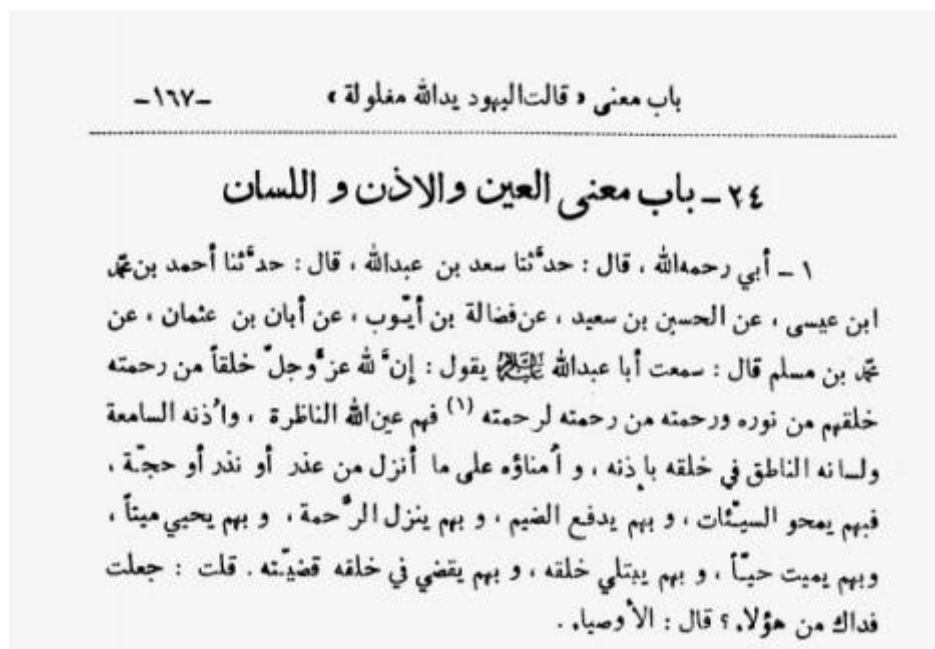 باب معنى « قالت اليهود يدالله مغلولة » -١٦٧-
٢٤ – باب معنى العين والاذن و اللسان
١ – أبي رحمه‌الله ، قال : حدَّثنا سعد بن عبدالله ، قال : حدَّثنا أحمد بن محمّد
ابن عيسى ، عن الحسين بن سعيد ، عن فضالة بن أيّوب ، عن أبان بن عثمان ، عن
محمّد بن مسلم قال : سمعت أبا عبدالله عليه السلام يقول : إنَّ لله عزَّوجلّ خلقاً من رحمته
خلقهم من نوره ورحمته من رحمته لرحمته (١) فهم عين‌الله الناظرة ، واُذنه السامعة
ولسانه الناطق في خلقه بإذنه ، و اُمناؤه على ما أنزل من عذر أو نذر أو حجّة ،
فبهم يمحو السيّئات ، و بهم يدفع الضيم ، و بهم ينزل الرَّحمة ، و بهم يحيي ميتاً ،
وبهم يميت حيّاً ، و بهم يبتلي خلقه ، و بهم يقضي في خلقه قضيّته . قلت : جعلت
فداك من هؤلاء ؟ قال : الأوصياء .